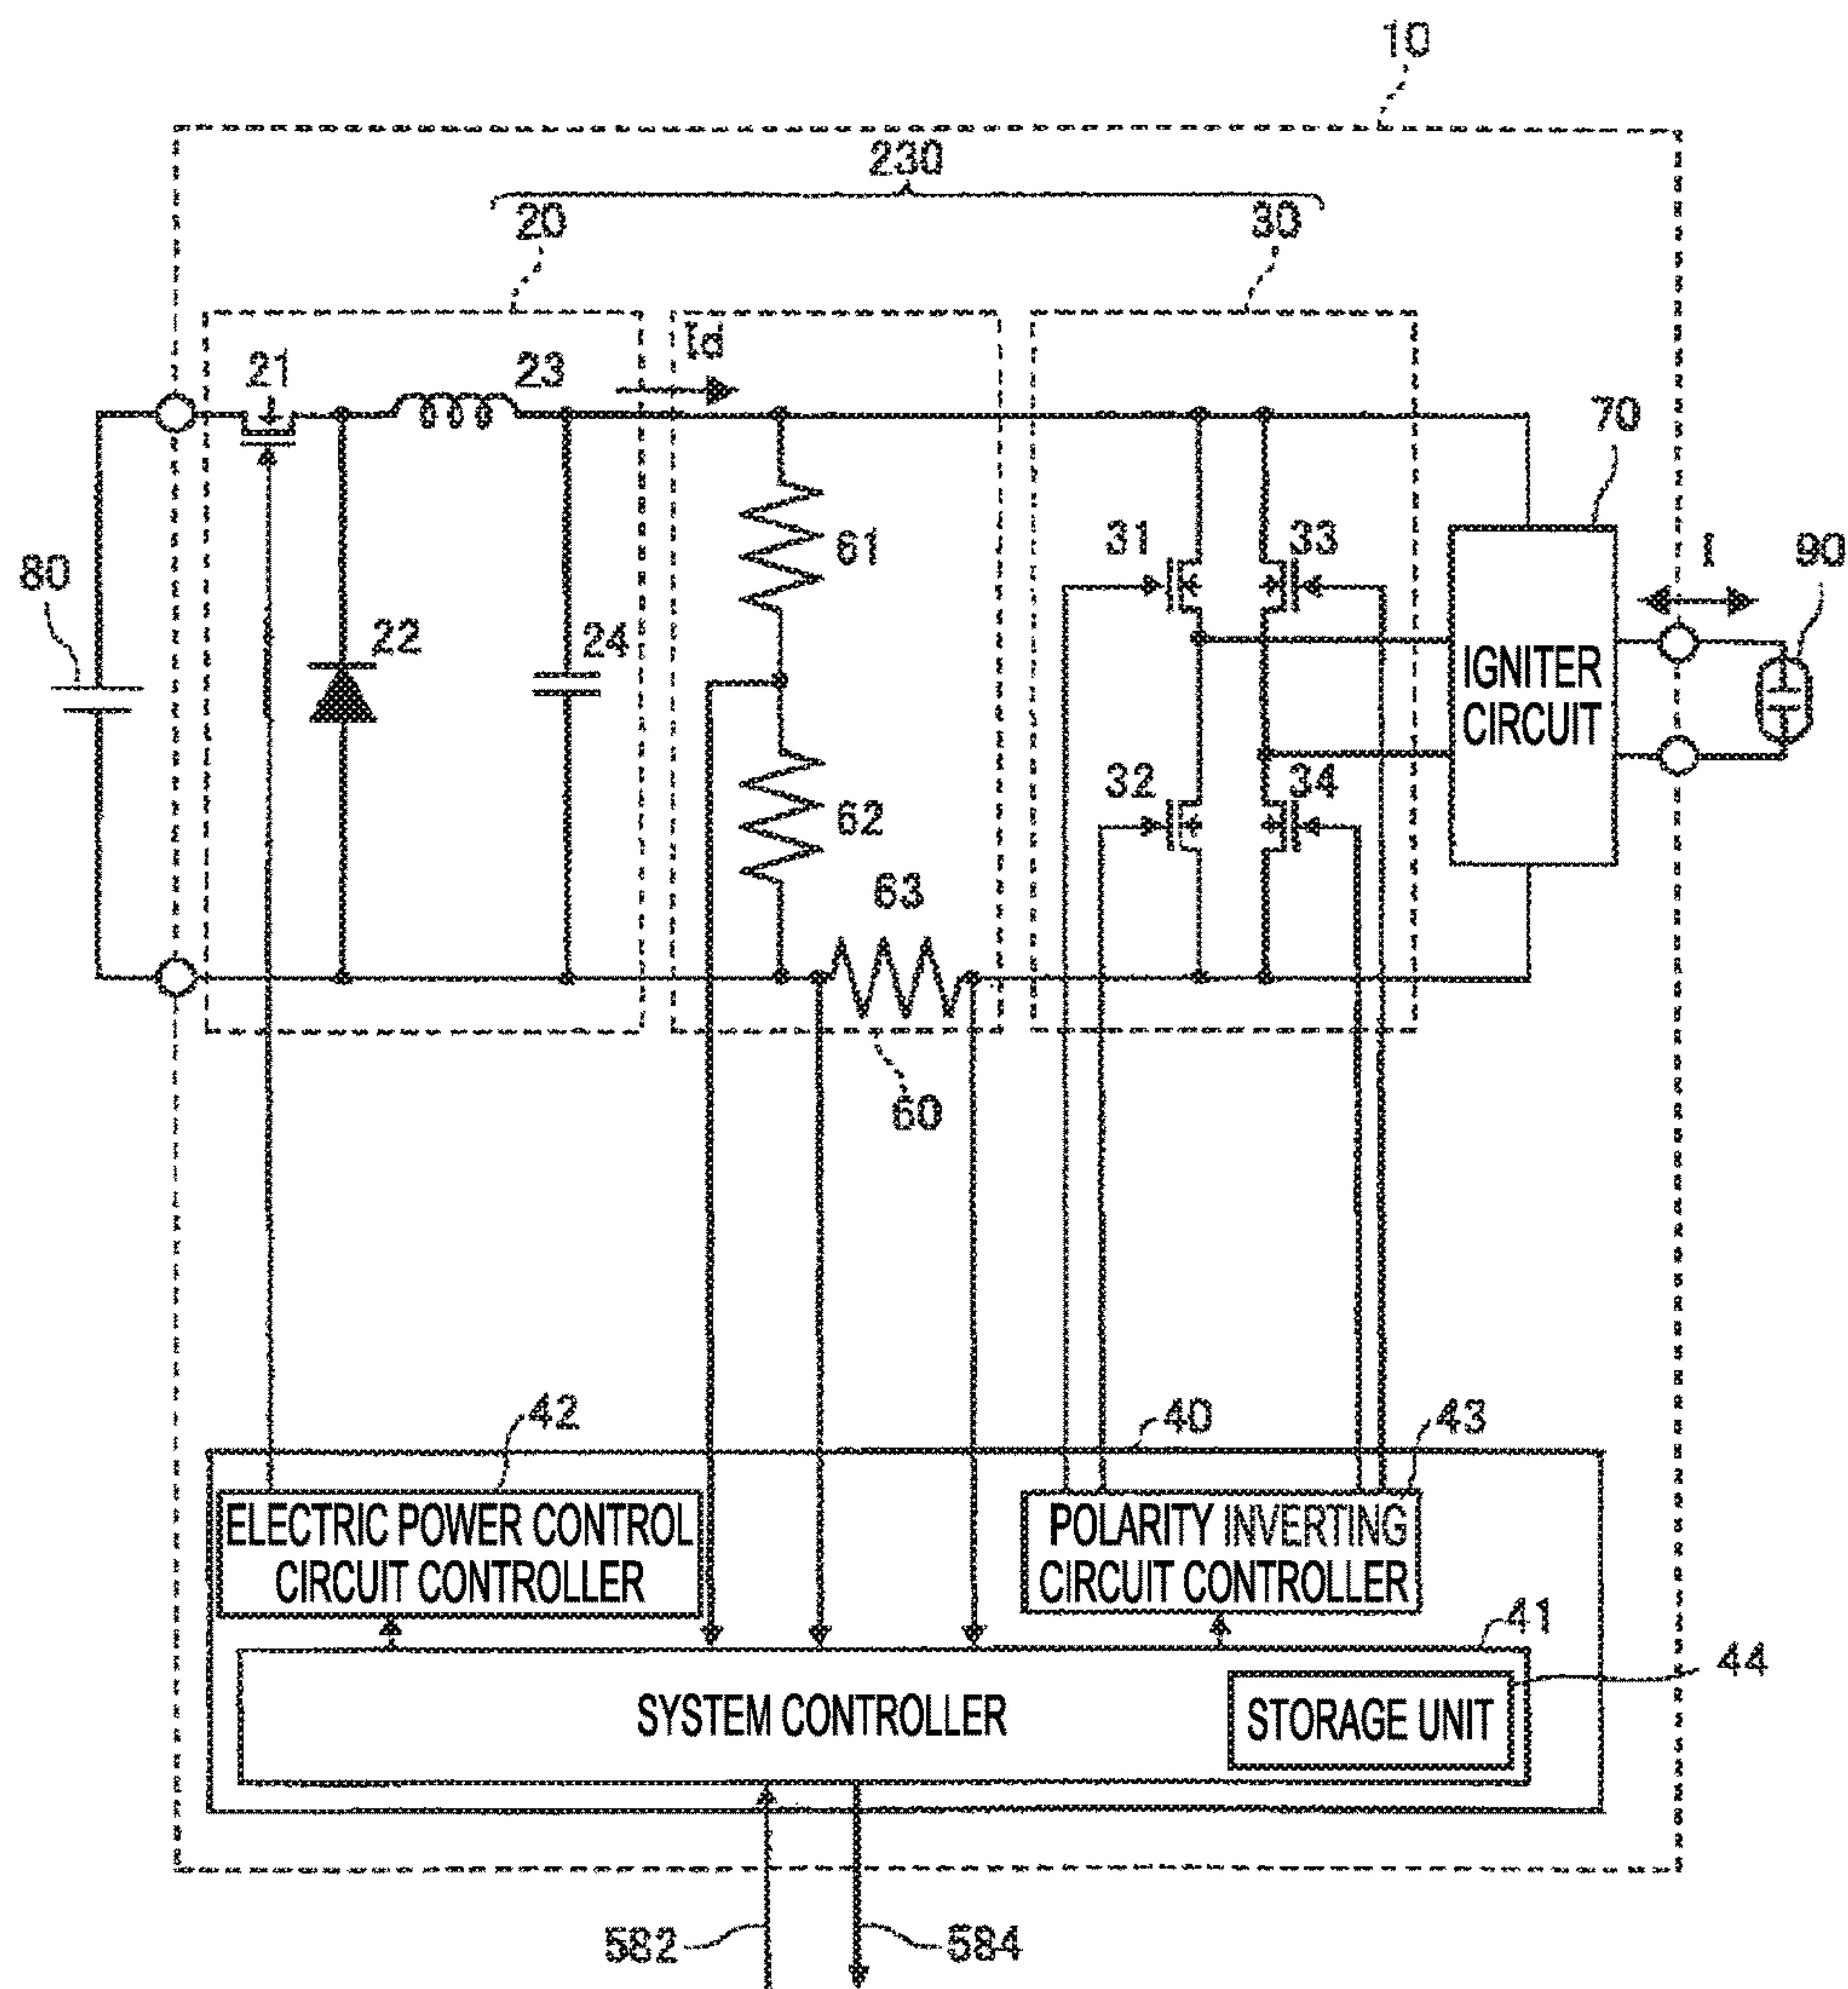 10
230
20
30
21
23
Id
70
31
33
61
I
90
80
22
24
IGNITER
CIRCUIT
32
34
62
63
60
42
40
43
ELECTRIC POWER CONTROL
CIRCUIT CONTROLLER
POLARITY INVERTING
CIRCUIT CONTROLLER
41
44
SYSTEM CONTROLLER
STORAGE UNIT
582
584